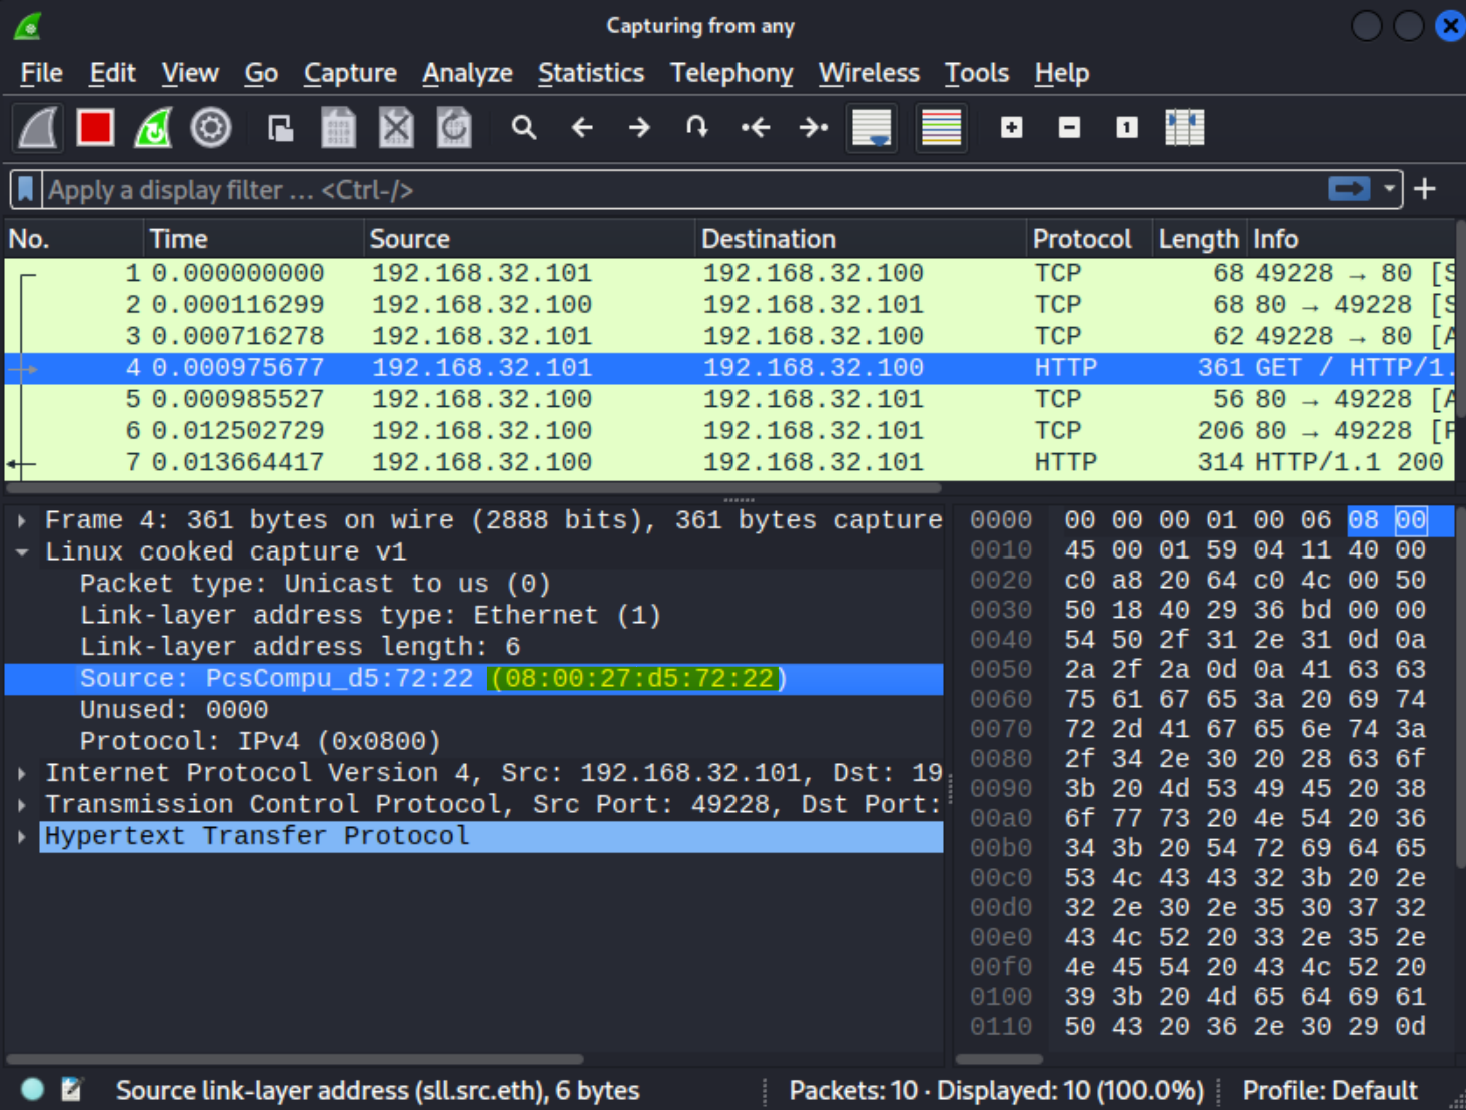 Capturing from any
File Edit View Go Capture Analyze Statistics Telephony Wireless Tools Help
Apply a display filter ... <Ctrl-/>
No. Time Source Destination Protocol Length Info
1 0.000000000 192.168.32.101 192.168.32.100 TCP 68 49228 → 80 [S
2 0.000116299 192.168.32.100 192.168.32.101 TCP 68 80 → 49228 [S
3 0.000716278 192.168.32.101 192.168.32.100 TCP 62 49228 → 80 [A
4 0.000975677 192.168.32.101 192.168.32.100 HTTP 361 GET / HTTP/1.
5 0.000985527 192.168.32.100 192.168.32.101 TCP 56 80 → 49228 [A
6 0.012502729 192.168.32.100 192.168.32.101 TCP 206 80 → 49228 [P
7 0.013664417 192.168.32.100 192.168.32.101 HTTP 314 HTTP/1.1 200
Frame 4: 361 bytes on wire (2888 bits), 361 bytes capture
Linux cooked capture v1
Packet type: Unicast to us (0)
Link-layer address type: Ethernet (1)
Link-layer address length: 6
Source: PcsCompu_d5:72:22 (08:00:27:d5:72:22)
Unused: 0000
Protocol: IPv4 (0x0800)
Internet Protocol Version 4, Src: 192.168.32.101, Dst: 19
Transmission Control Protocol, Src Port: 49228, Dst Port:
Hypertext Transfer Protocol
0000 00 00 00 01 00 06 08 00
0010 45 00 01 59 04 11 40 00
0020 c0 a8 20 64 c0 4c 00 50
0030 50 18 40 29 36 bd 00 00
0040 54 50 2f 31 2e 31 0d 0a
0050 2a 2f 2a 0d 0a 41 63 63
0060 75 61 67 65 3a 20 69 74
0070 72 2d 41 67 65 6e 74 3a
0080 2f 34 2e 30 20 28 63 6f
0090 3b 20 4d 53 49 45 20 38
00a0 6f 77 73 20 4e 54 20 36
00b0 34 3b 20 54 72 69 64 65
00c0 53 4c 43 43 32 3b 20 2e
00d0 32 2e 30 2e 35 30 37 32
00e0 43 4c 52 20 33 2e 35 2e
00f0 4e 45 54 20 43 4c 52 20
0100 39 3b 20 4d 65 64 69 61
0110 50 43 20 36 2e 30 29 0d
Source link-layer address (sll.src.eth), 6 bytes Packets: 10 · Displayed: 10 (100.0%) Profile: Default